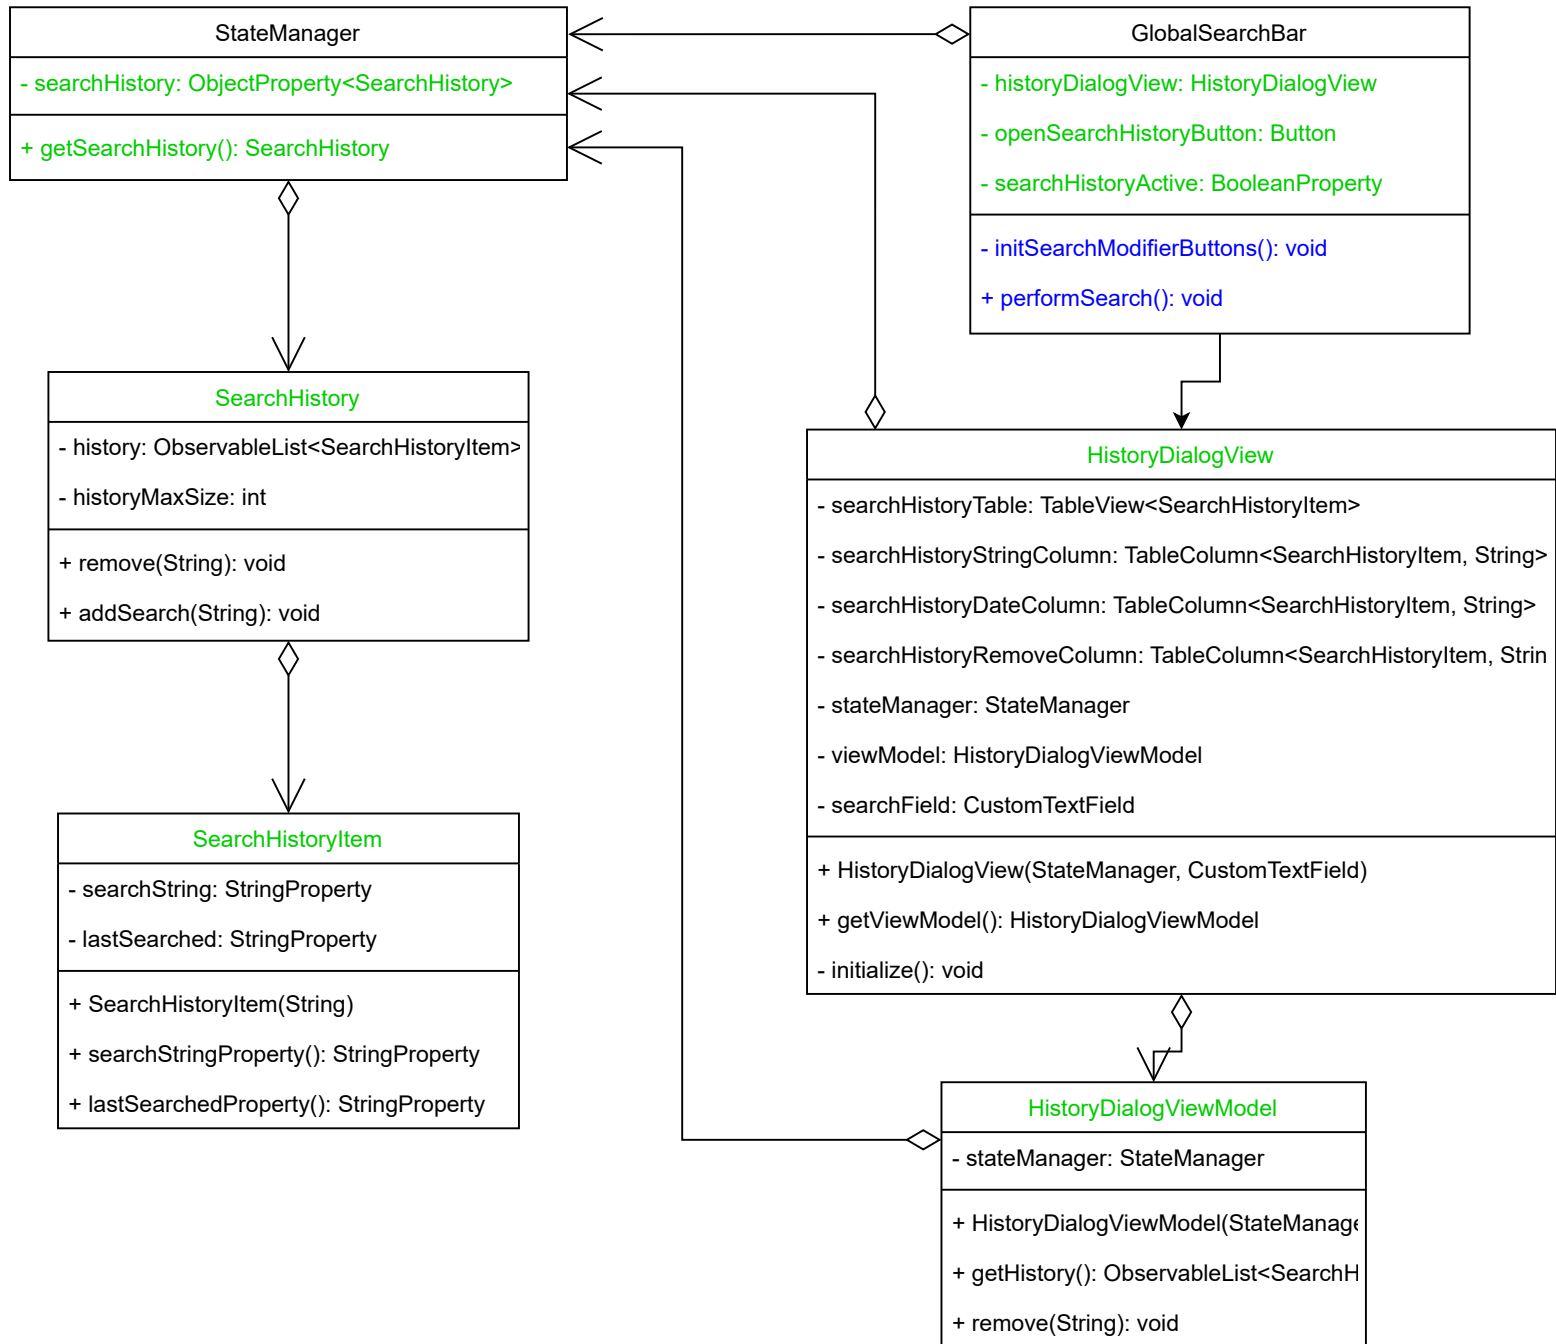 StateManager
- searchHistory: ObjectProperty<SearchHistory>
+ getSearchHistory(): SearchHistory
GlobalSearchBar
- historyDialogView: HistoryDialogView
- openSearchHistoryButton: Button
- searchHistoryActive: BooleanProperty
- initSearchModifierButtons(): void
+ performSearch(): void
SearchHistory
- history: ObservableList<SearchHistoryItem>
- historyMaxSize: int
+ remove(String): void
+ addSearch(String): void
HistoryDialogView
- searchHistoryTable: TableView<SearchHistoryItem>
- searchHistoryStringColumn: TableColumn<SearchHistoryItem, String>
- searchHistoryDateColumn: TableColumn<SearchHistoryItem, String>
- searchHistoryRemoveColumn: TableColumn<SearchHistoryItem, Strin
- stateManager: StateManager
- viewModel: HistoryDialogViewModel
- searchField: CustomTextField
+ HistoryDialogView(StateManager, CustomTextField)
+ getViewModel(): HistoryDialogViewModel
- initialize(): void
SearchHistoryItem
- searchString: StringProperty
- lastSearched: StringProperty
+ SearchHistoryItem(String)
+ searchStringProperty(): StringProperty
+ lastSearchedProperty(): StringProperty
HistoryDialogViewModel
- stateManager: StateManager
+ HistoryDialogViewModel(StateManage
+ getHistory(): ObservableList<SearchH
+ remove(String): void